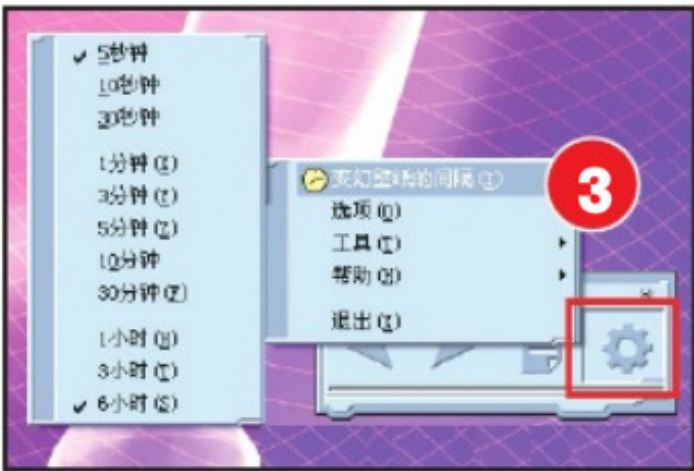 ✓ 5秒钟
10秒钟
30秒钟
1分钟
3分钟
5分钟
10分钟
30分钟
1小时(H)
3小时(T)
✓ 6小时(S)
变幻壁纸的间隔(I)
选项(O)
工具(T)
帮助(H)
退出(X)
3